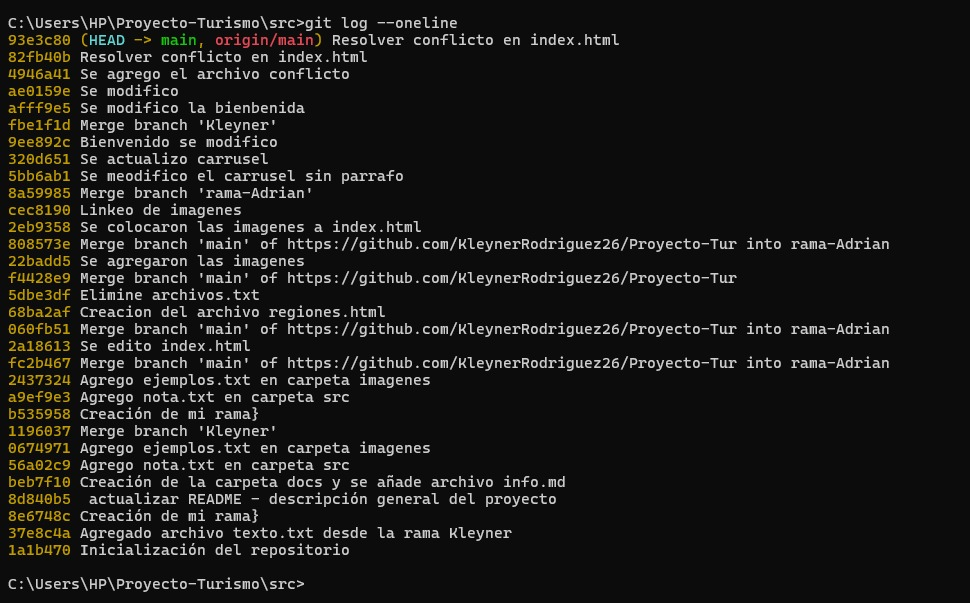 C:\Users\HP\Proyecto-Turismo\src>git log --oneline
93e3c80 (HEAD -> main, origin/main) Resolver conflicto en index.html
82fb40b Resolver conflicto en index.html
4946a41 Se agrego el archivo conflicto
ae0159e Se modifico
afff9e5 Se modifico la bienbenida
fbe1f1d Merge branch 'Kleyner'
9ee892c Bienvenido se modifico
320d651 Se actualizo carrusel
5bb6ab1 Se meodifico el carrusel sin parrafo
8a59985 Merge branch 'rama-Adrian'
cec8190 Linkeo de imagenes
2eb9358 Se colocaron las imagenes a index.html
808573e Merge branch 'main' of https://github.com/KleynerRodriguez26/Proyecto-Tur into rama-Adrian
22badd5 Se agregaron las imagenes
f4428e9 Merge branch 'main' of https://github.com/KleynerRodriguez26/Proyecto-Tur
5dbe3df Elimine archivos.txt
68ba2af Creacion del archivo regiones.html
060fb51 Merge branch 'main' of https://github.com/KleynerRodriguez26/Proyecto-Tur into rama-Adrian
2a18613 Se edito index.html
fc2b467 Merge branch 'main' of https://github.com/KleynerRodriguez26/Proyecto-Tur into rama-Adrian
2437324 Agrego ejemplos.txt en carpeta imagenes
a9ef9e3 Agrego nota.txt en carpeta src
b535958 Creación de mi rama}
1196037 Merge branch 'Kleyner'
0674971 Agrego ejemplos.txt en carpeta imagenes
56a02c9 Agrego nota.txt en carpeta src
beb7f10 Creación de la carpeta docs y se añade archivo info.md
8d840b5  actualizar README - descripción general del proyecto
8e6748c Creación de mi rama}
37e8c4a Agregado archivo texto.txt desde la rama Kleyner
1a1b470 Inicialización del repositorio
C:\Users\HP\Proyecto-Turismo\src>